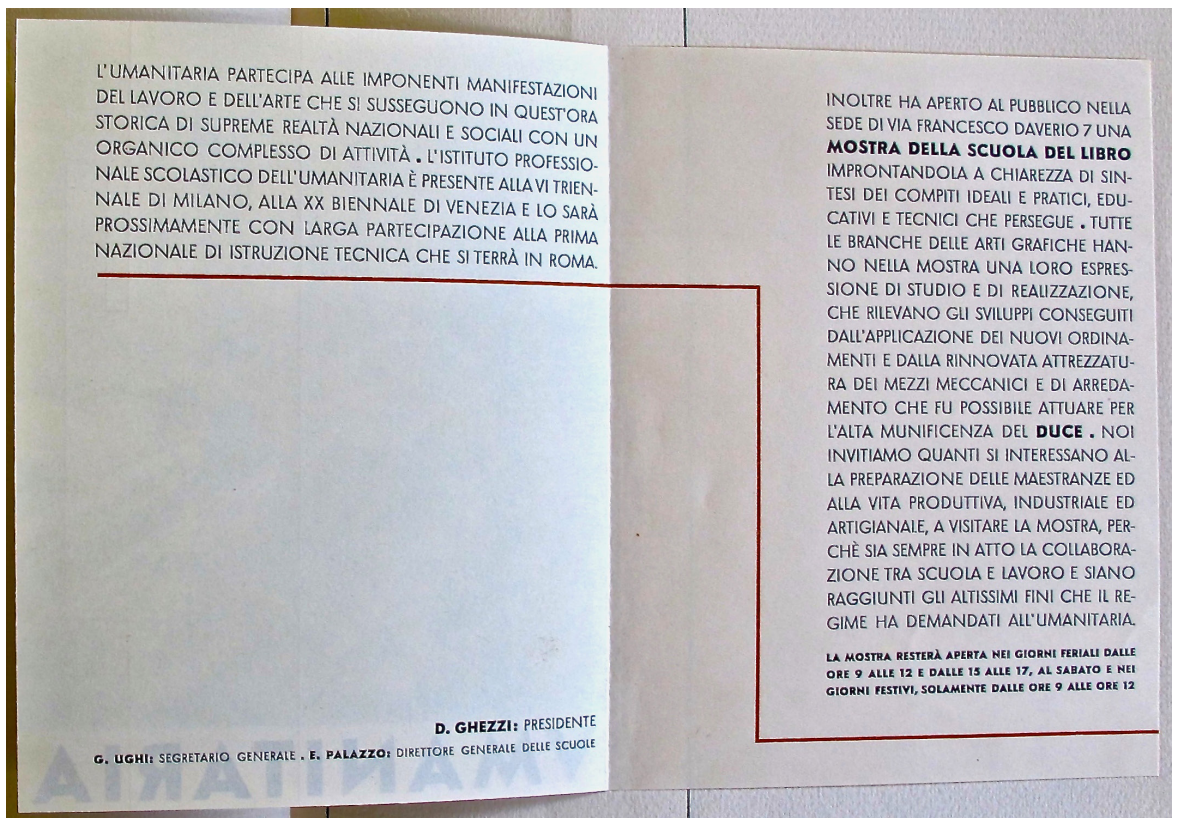 L'UMANITARIA PARTECIPA ALLE IMPONENTI MANIFESTAZIONI
DEL LAVORO E DELL'ARTE CHE SI SUSSEGUONO IN QUEST'ORA
STORICA DI SUPREME REALTÀ NAZIONALI E SOCIALI CON UN
ORGANICO COMPLESSO DI ATTIVITÀ . L'ISTITUTO PROFESSIO-
NALE SCOLASTICO DELL'UMANITARIA È PRESENTE ALLA VI TRIEN-
NALE DI MILANO, ALLA XX BIENNALE DI VENEZIA E LO SARÀ
PROSSIMAMENTE CON LARGA PARTECIPAZIONE ALLA PRIMA
NAZIONALE DI ISTRUZIONE TECNICA CHE SI TERRÀ IN ROMA.
D. GHEZZI: PRESIDENTE
G. UGHI: SEGRETARIO GENERALE . E. PALAZZO: DIRETTORE GENERALE DELLE SCUOLE
UMANITARIA
INOLTRE HA APERTO AL PUBBLICO NELLA
SEDE DI VIA FRANCESCO DAVERIO 7 UNA
MOSTRA DELLA SCUOLA DEL LIBRO
IMPRONTANDOLA A CHIAREZZA DI SIN-
TESI DEI COMPITI IDEALI E PRATICI, EDU-
CATIVI E TECNICI CHE PERSEGUE . TUTTE
LE BRANCHE DELLE ARTI GRAFICHE HAN-
NO NELLA MOSTRA UNA LORO ESPRES-
SIONE DI STUDIO E DI REALIZZAZIONE,
CHE RILEVANO GLI SVILUPPI CONSEGUITI
DALL'APPLICAZIONE DEI NUOVI ORDINA-
MENTI E DALLA RINNOVATA ATTREZZATU-
RA DEI MEZZI MECCANICI E DI ARREDA-
MENTO CHE FU POSSIBILE ATTUARE PER
L'ALTA MUNIFICENZA DEL DUCE . NOI
INVITIAMO QUANTI SI INTERESSANO AL-
LA PREPARAZIONE DELLE MAESTRANZE ED
ALLA VITA PRODUTTIVA, INDUSTRIALE ED
ARTIGIANALE, A VISITARE LA MOSTRA, PER-
CHÈ SIA SEMPRE IN ATTO LA COLLABORA-
ZIONE TRA SCUOLA E LAVORO E SIANO
RAGGIUNTI GLI ALTISSIMI FINI CHE IL RE-
GIME HA DEMANDATI ALL'UMANITARIA.
LA MOSTRA RESTERÀ APERTA NEI GIORNI FERIALI DALLE
ORE 9 ALLE 12 E DALLE 15 ALLE 17, AL SABATO E NEI
GIORNI FESTIVI, SOLAMENTE DALLE ORE 9 ALLE ORE 12